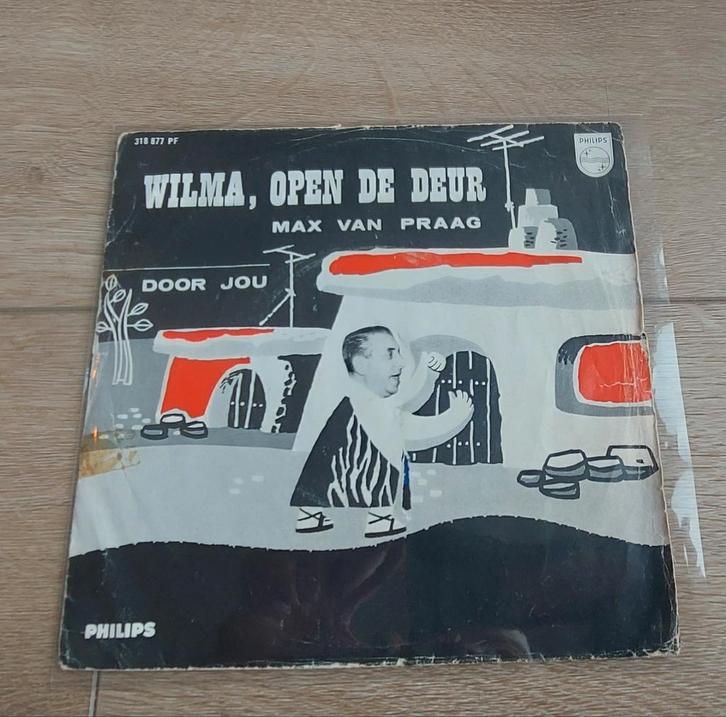 318 877 PF
PHILIPS
WILMA, OPEN DE DEUR
MAX VAN PRAAG
DOOR JOU
PHILIPS